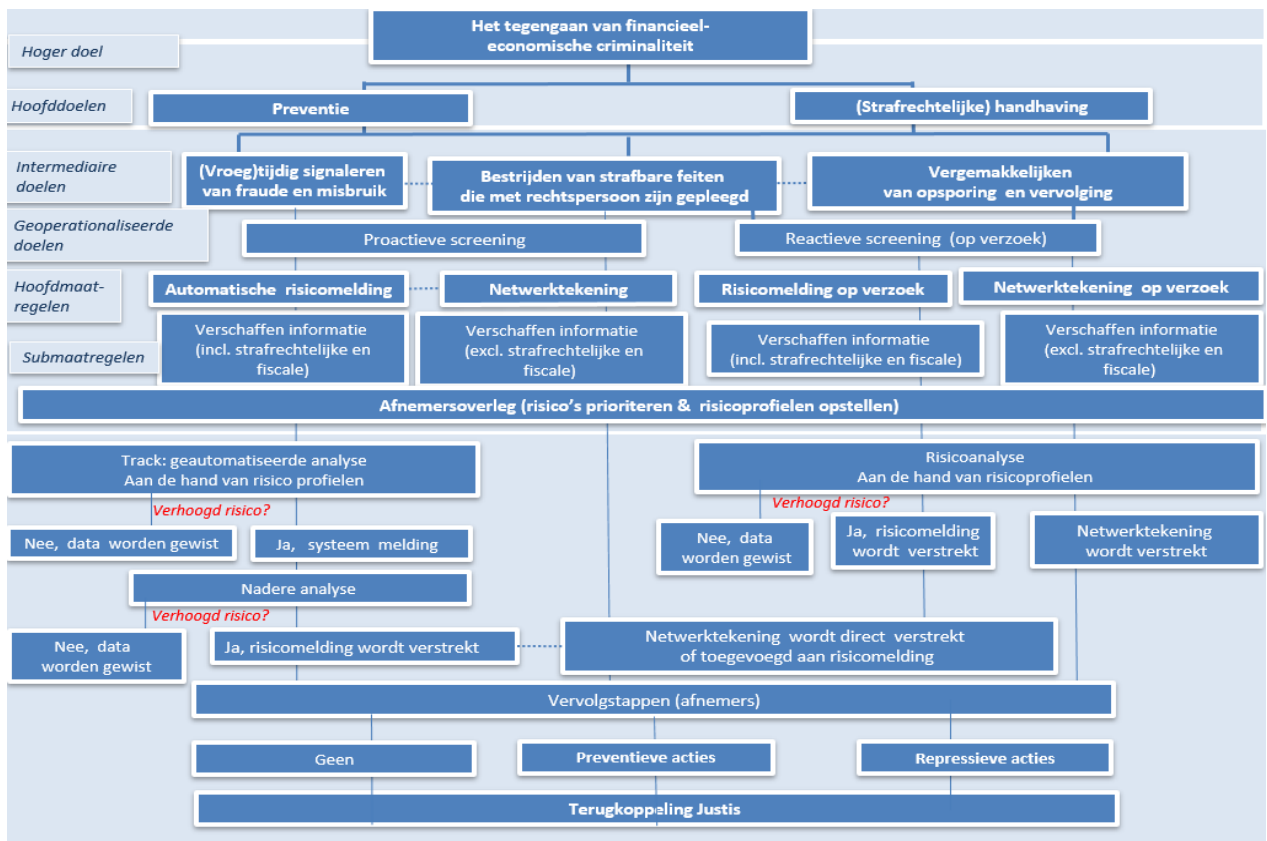 Het tegengaan van financieel-
economische criminaliteit
Hoger doel
Hoofddoelen
Preventie
(Strafrechtelijke) handhaving
Intermediaire
doelen
(Vroeg)tijdig signaleren
van fraude en misbruik
Bestrijden van strafbare feiten
die met rechtspersoon zijn gepleegd
Vergemakkelijken
van opsporing en vervolging
Geoperationaliseerde
doelen
Proactieve screening
Reactieve screening (op verzoek)
Hoofdmaat-
regelen
Automatische risicomelding
Netwerktekening
Risicomelding op verzoek
Netwerktekening op verzoek
Submaatregelen
Verschaffen informatie
(incl. strafrechtelijke en
fiscale)
Verschaffen informatie
(excl. strafrechtelijke en
fiscale)
Verschaffen informatie
(incl. strafrechtelijke en fiscale)
Verschaffen informatie
(excl. strafrechtelijke en
fiscale)
Afnemersoverleg (risico's prioriteren & risicoprofielen opstellen)
Track: geautomatiseerde analyse
Aan de hand van risico profielen
Risicoanalyse
Aan de hand van risicoprofielen
Verhoogd risico?
Verhoogd risico?
Nee, data worden gewist
Ja, systeem melding
Nee, data
worden gewist
Ja, risicomelding
wordt verstrekt
Netwerktekening
wordt verstrekt
Nadere analyse
Verhoogd risico?
Nee, data
worden gewist
Ja, risicomelding wordt verstrekt
Netwerktekening wordt direct verstrekt
of toegevoegd aan risicomelding
Vervolgstappen (afnemers)
Geen
Preventieve acties
Repressieve acties
Terugkoppeling Justis